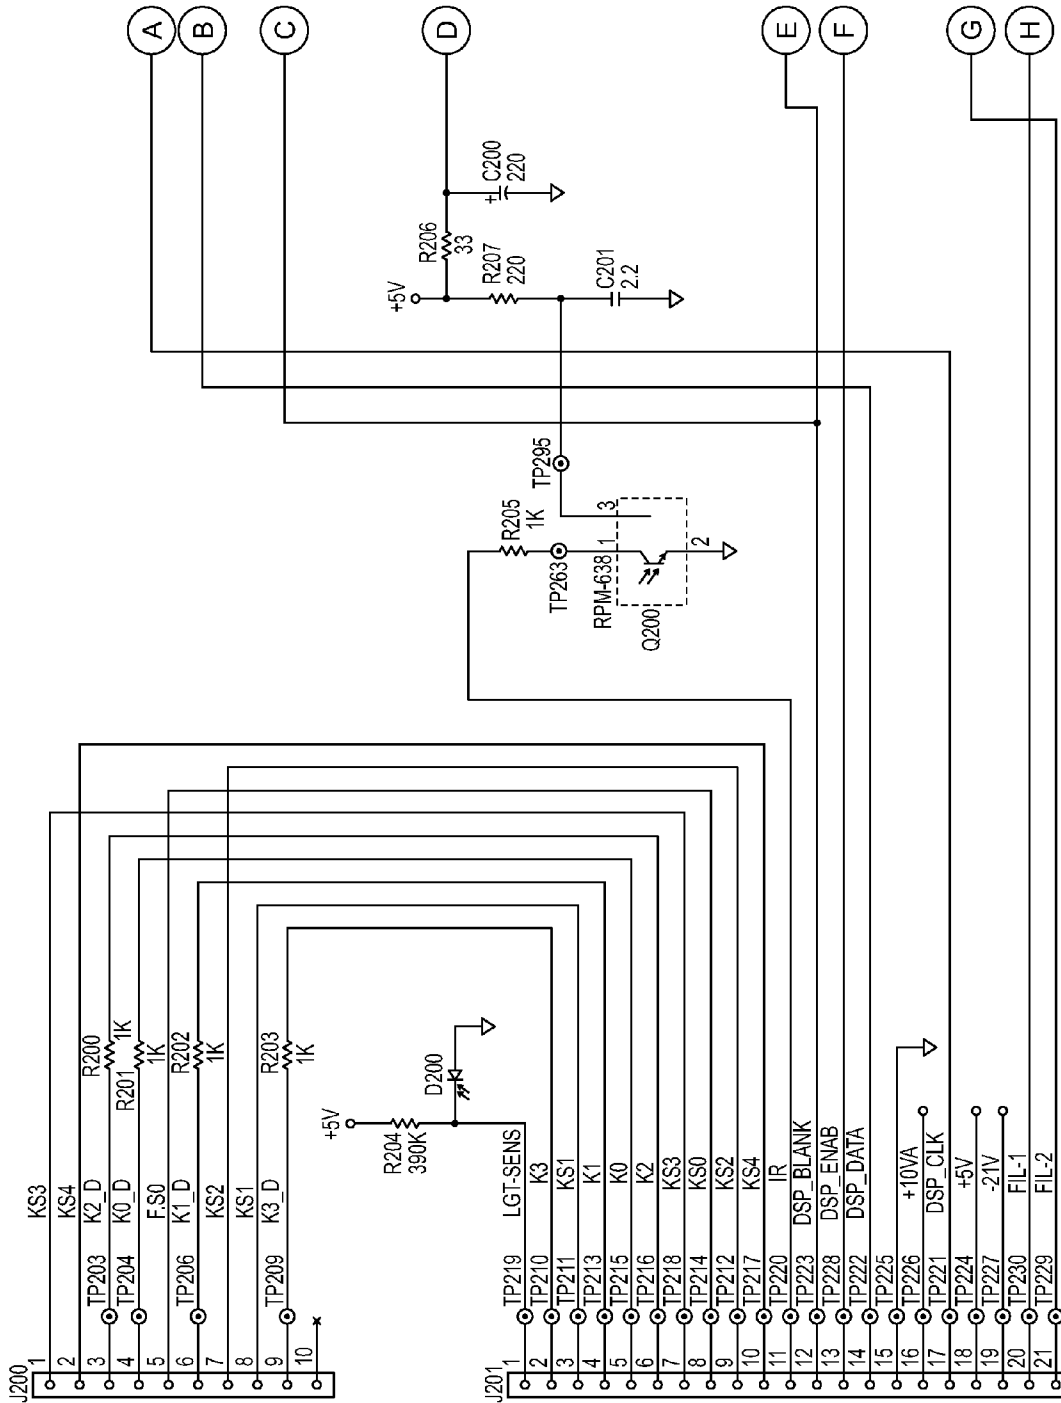 A
B
C
D
E
F
G
H
C200
220
+
R206
33
+5V
R207
220
C201
2.2
TP295
R205
1K
TP263
RPM-638
1
3
2
Q200
J200
1
2
3
4
5
6
7
8
9
10
KS3
KS4
K2_D
K0_D
F.S0
K1_D
KS2
KS1
K3_D
TP203
TP204
TP206
TP209
R200
1K
R201
1K
R202
1K
R203
1K
+5V
R204
390K
D200
J201
1
2
3
4
5
6
7
8
9
10
11
12
13
14
15
16
17
18
19
20
21
TP219
TP210
TP211
TP213
TP215
TP216
TP218
TP214
TP212
TP217
TP220
TP223
TP228
TP222
TP225
TP226
TP221
TP224
TP227
TP230
TP229
LGT-SENS
K3
KS1
K1
K0
K2
KS3
KS0
KS2
KS4
IR
DSP_BLANK
DSP_ENAB
DSP_DATA
+10VA
DSP_CLK
+5V
-21V
FIL-1
FIL-2